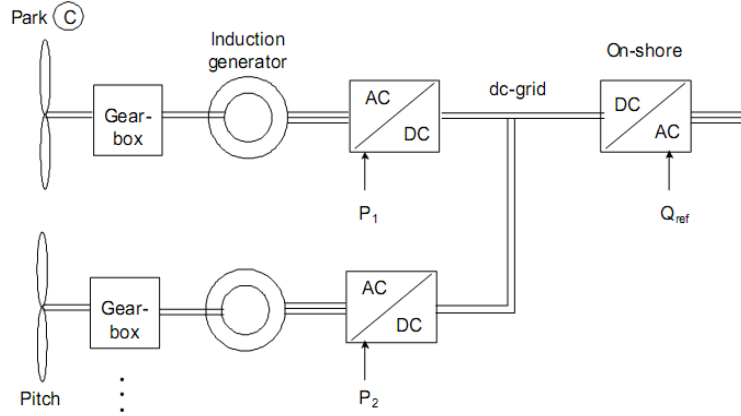 Park C
Induction
generator
On-shore
dc-grid
Gear-
box
AC
DC
DC
AC
P1
Qref
Gear-
box
AC
DC
P2
Pitch